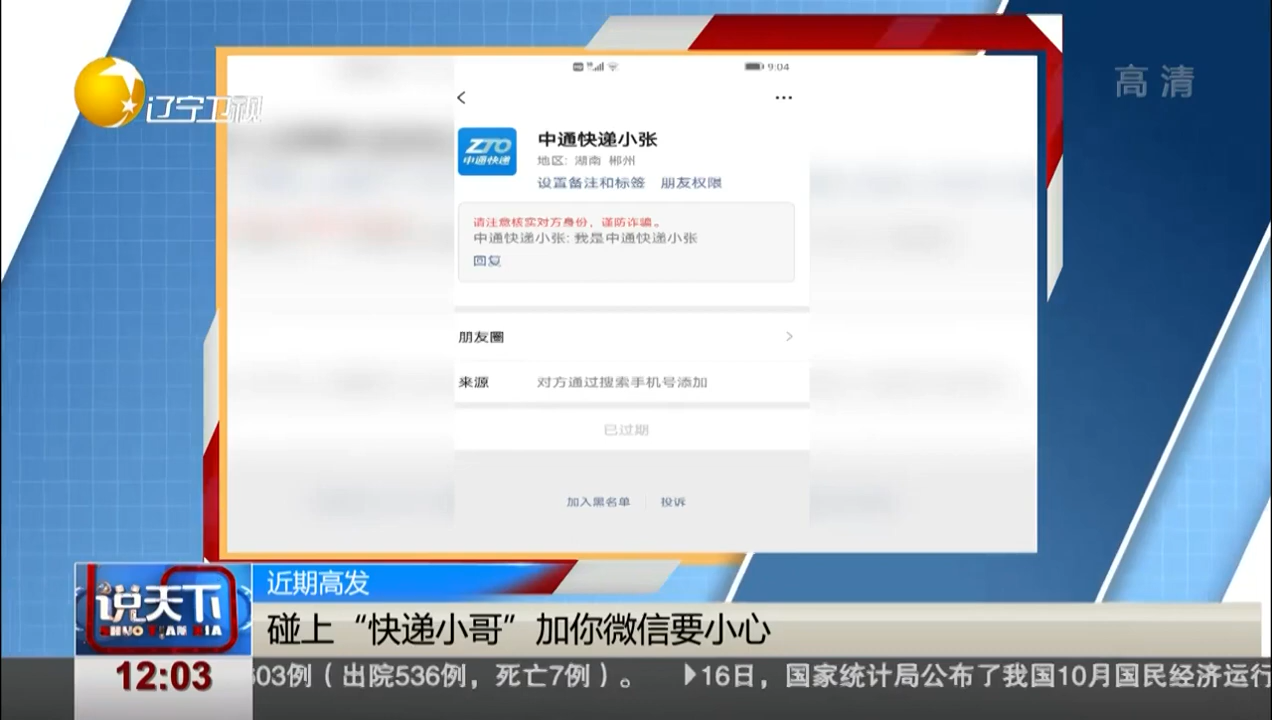 辽宁卫视
高清
9:04
ZTO
中通快递
中通快递小张
地区: 湖南 郴州
设置备注和标签 朋友权限
请注意核实对方身份，谨防诈骗。
中通快递小张: 我是中通快递小张
回复
朋友圈
来源 对方通过搜索手机号添加
已过期
加入黑名单 投诉
说天下
SHUO TIAN XIA
近期高发
碰上“快递小哥”加你微信要小心
12:03
03例（出院536例，死亡7例）。 ▶16日，国家统计局公布了我国10月国民经济运行